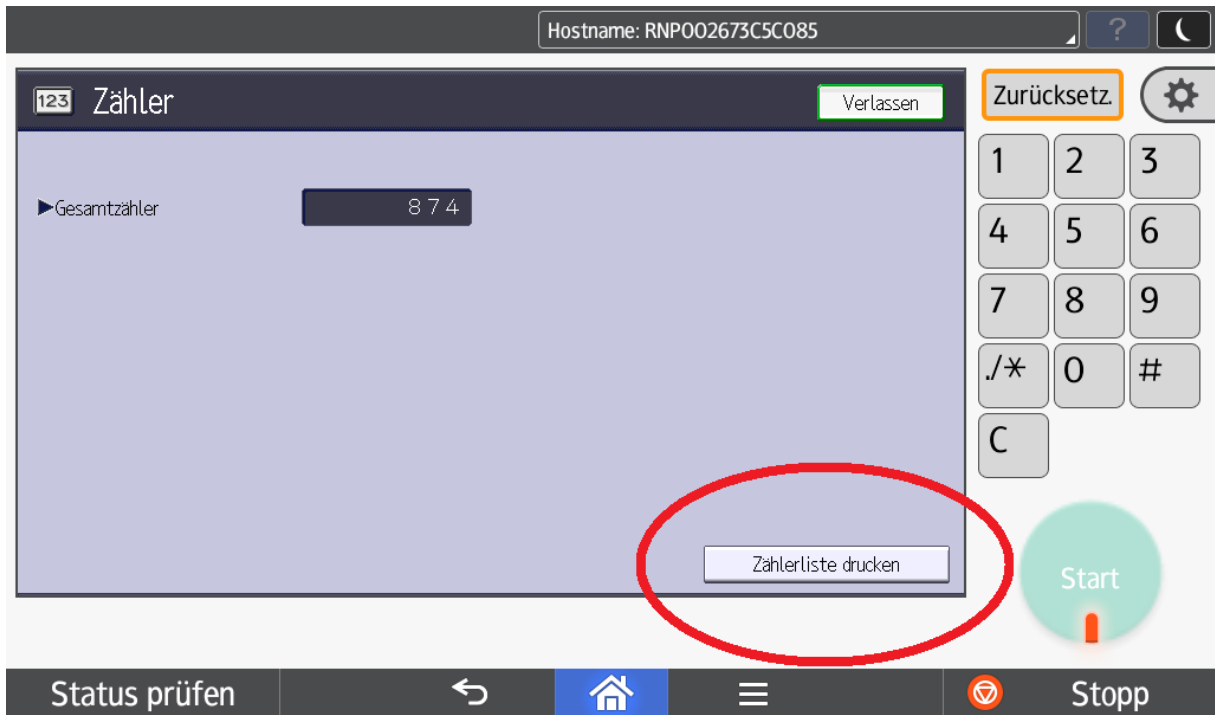 Hostname: RNP002673C5C085
?
123 Zähler
Verlassen
Zurücksetz.
Gesamtzähler
874
1 2 3
4 5 6
7 8 9
./* 0 #
C
Zählerliste drucken
Start
Status prüfen
Stopp